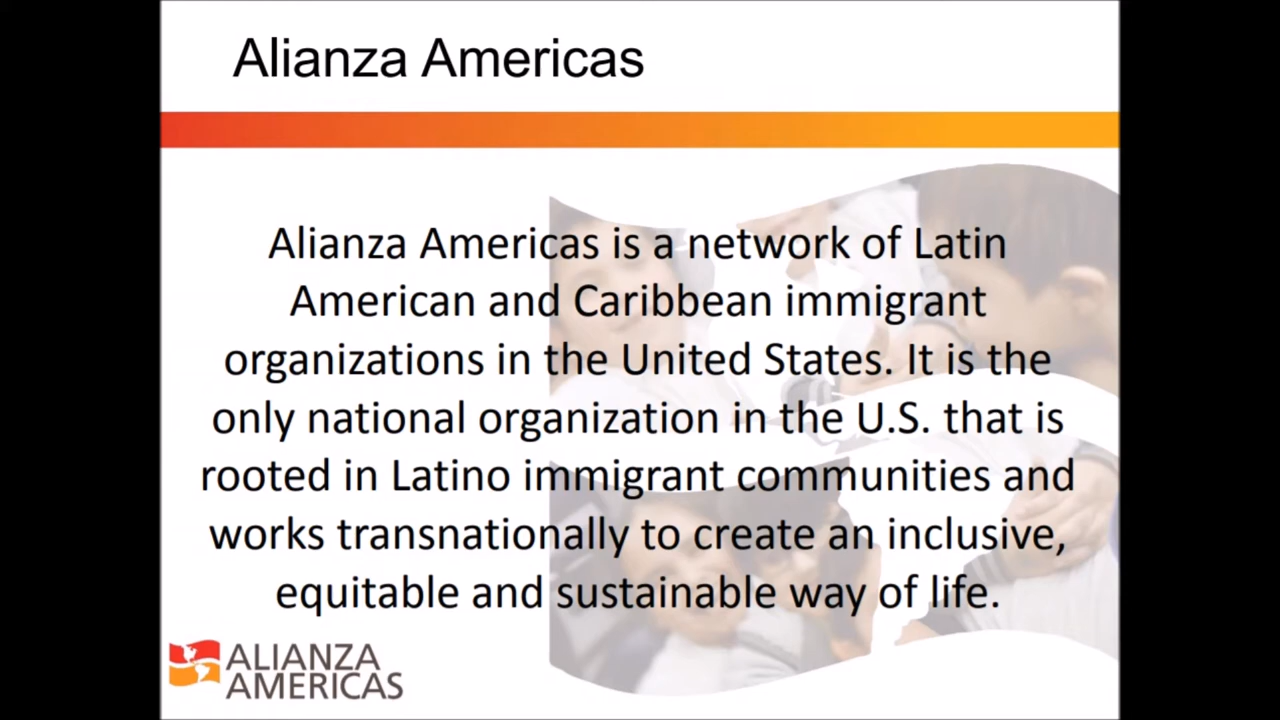 Alianza Americas
Alianza Americas is a network of Latin
American and Caribbean immigrant
organizations in the United States. It is the
only national organization in the U.S. that is
rooted in Latino immigrant communities and
works transnationally to create an inclusive,
equitable and sustainable way of life.
ALIANZA
AMERICAS